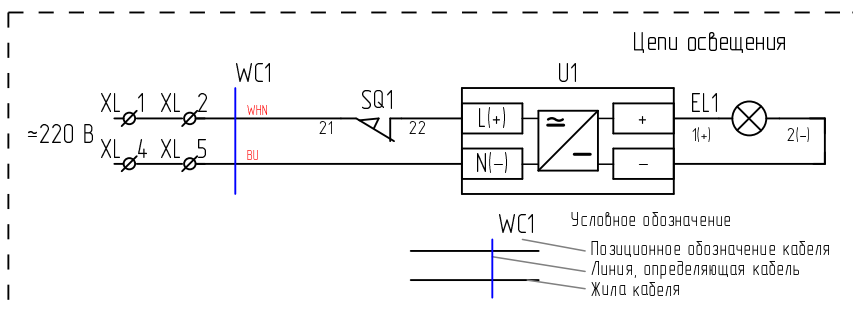 Цепи освещения
WC1
U1
XL 1 XL 2
SQ1
EL1
WHN
L(+)
+
≃220 В
21
22
1(+)
2(-)
XL 4 XL 5
BU
N(-)
-
≃
WC1
Условное обозначение
Позиционное обозначение кабеля
Линия, определяющая кабель
Жила кабеля